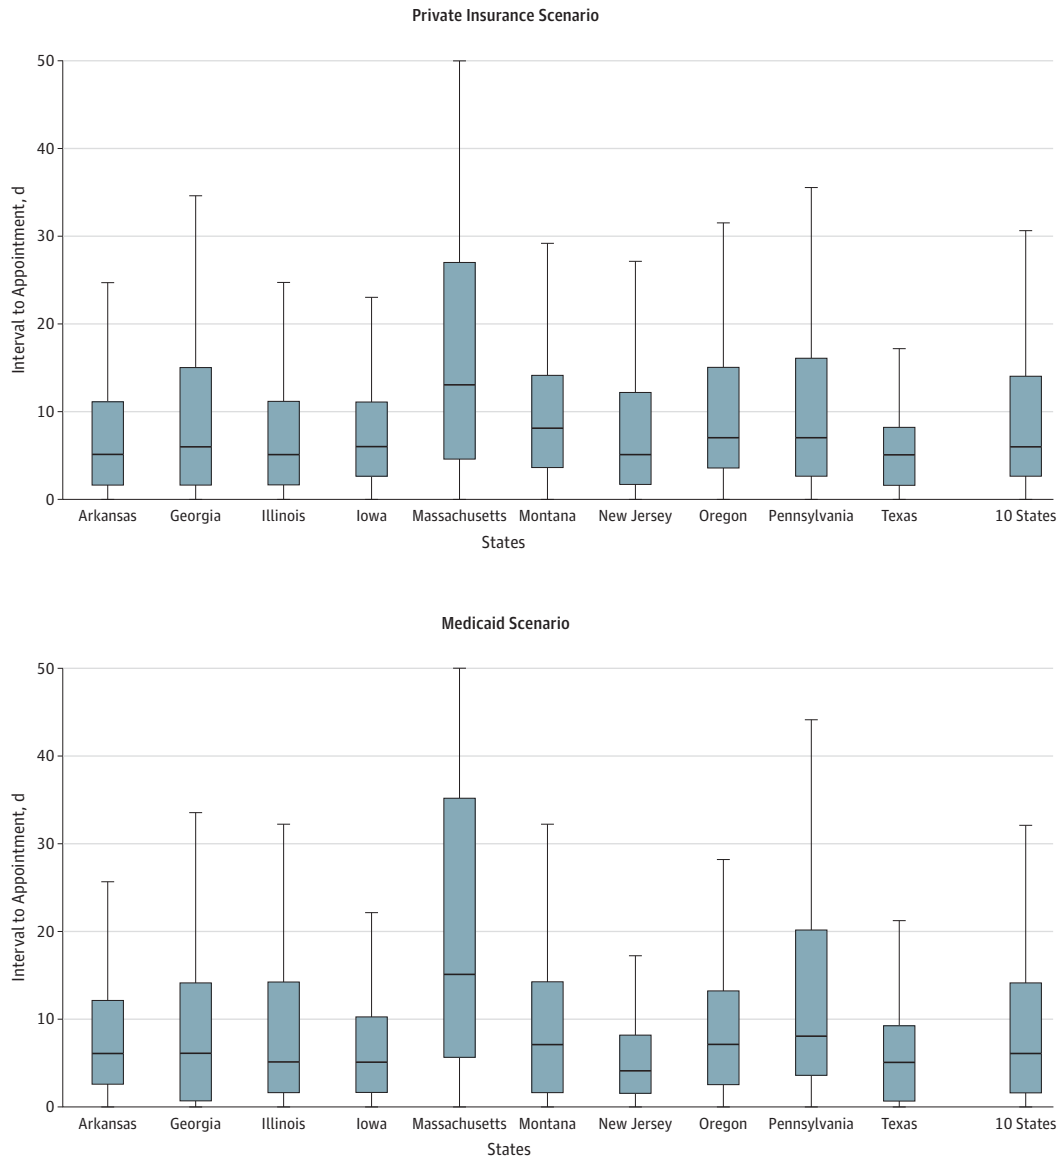 Private Insurance Scenario
50
40
30
20
10
0
Interval to Appointment, d
Arkansas Georgia Illinois Iowa Massachusetts Montana New Jersey Oregon Pennsylvania Texas 10 States
States
Medicaid Scenario
50
40
30
20
10
0
Interval to Appointment, d
Arkansas Georgia Illinois Iowa Massachusetts Montana New Jersey Oregon Pennsylvania Texas 10 States
States